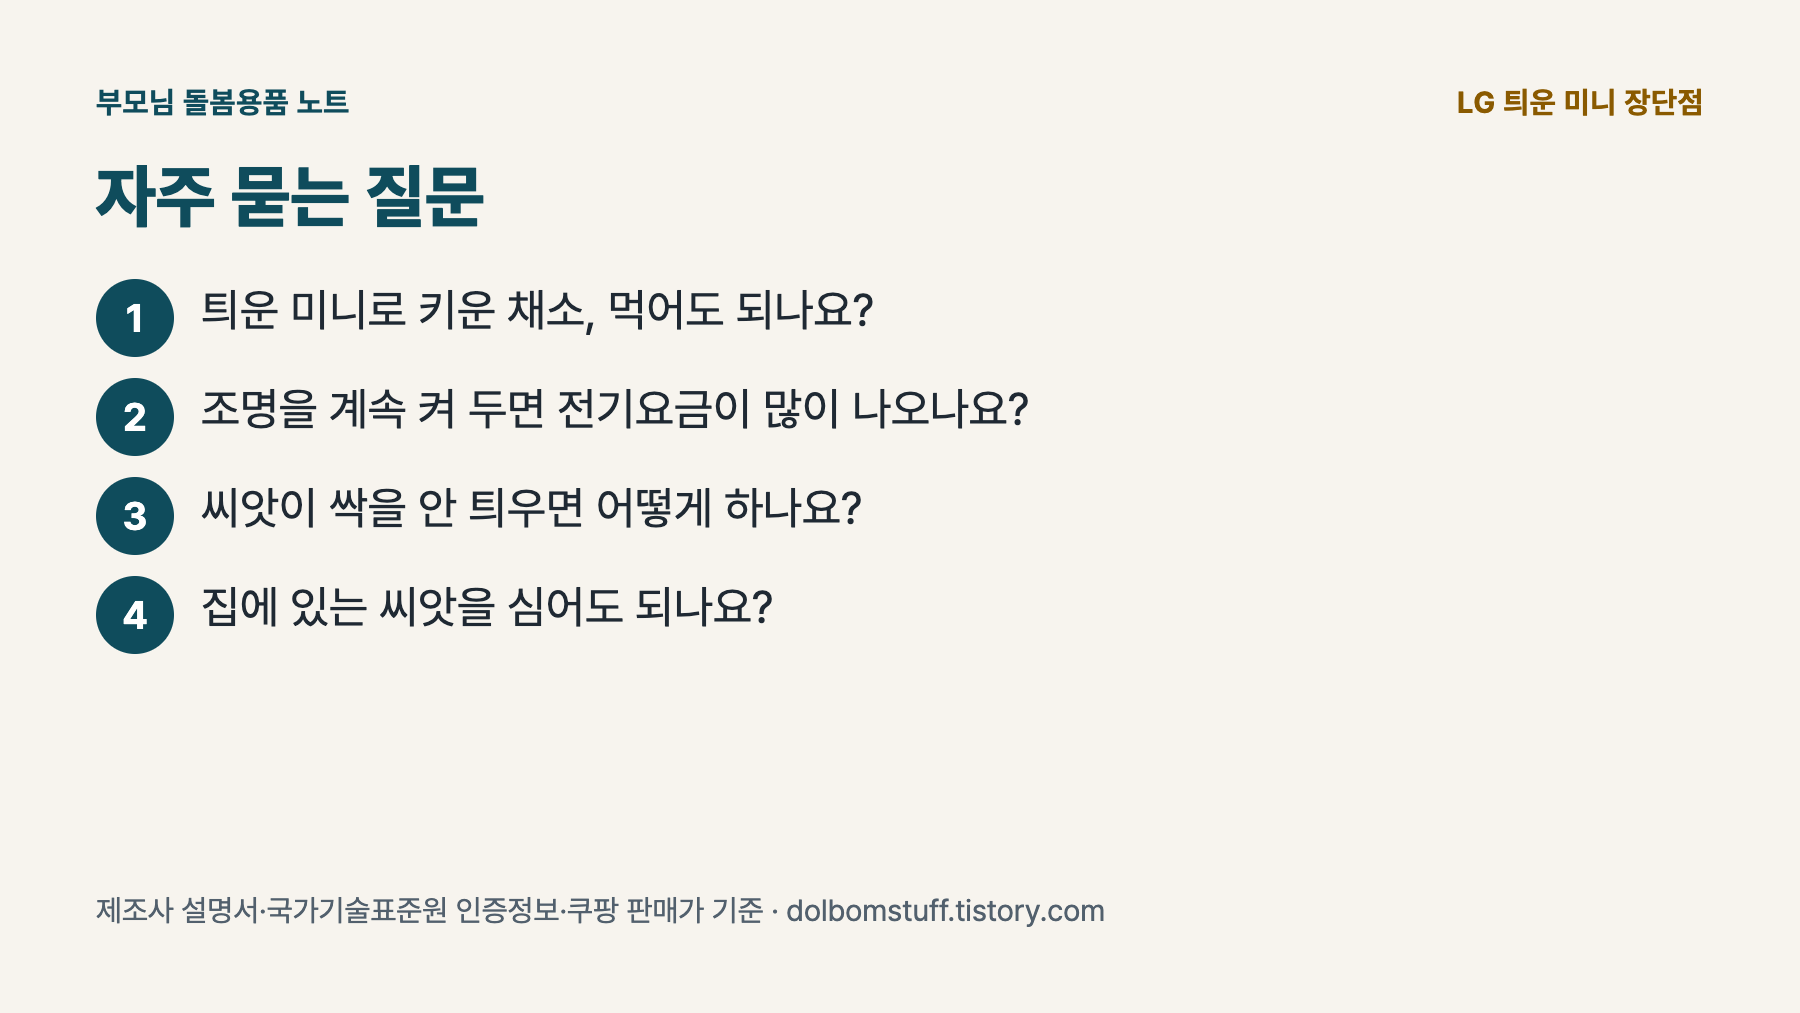 부모님 돌봄용품 노트
LG 틔운 미니 장단점
자주 묻는 질문
1 틔운 미니로 키운 채소, 먹어도 되나요?
2 조명을 계속 켜 두면 전기요금이 많이 나오나요?
3 씨앗이 싹을 안 틔우면 어떻게 하나요?
4 집에 있는 씨앗을 심어도 되나요?
제조사 설명서·국가기술표준원 인증정보·쿠팡 판매가 기준 · dolbomstuff.tistory.com